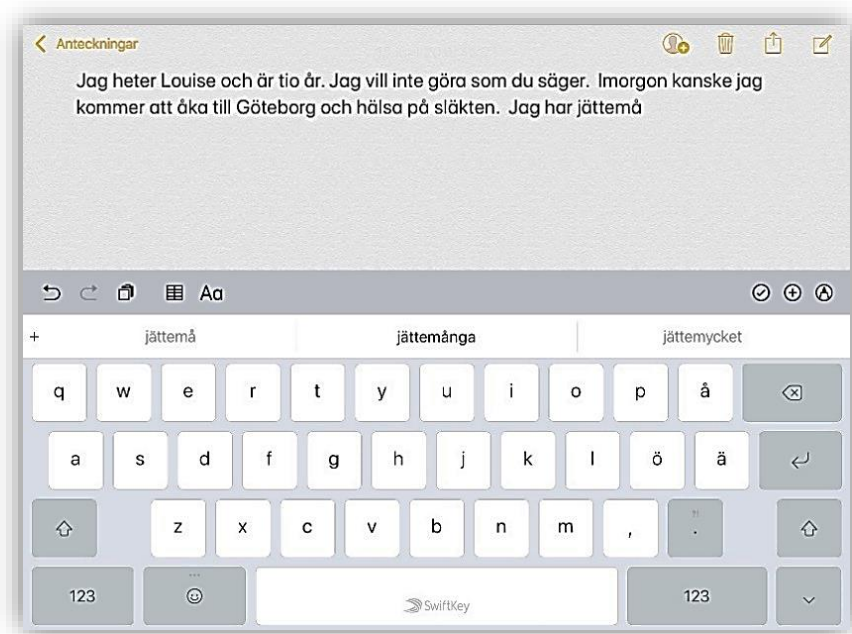 Anteckningar
Jag heter Louise och är tio år. Jag vill inte göra som du säger.  Imorgon kanske jag
kommer att åka till Göteborg och hälsa på släkten.  Jag har jättemå
Aa
+ jättemå jättemånga jättemycket
q w e r t y u i o p å
a s d f g h j k l ö ä
z x c v b n m , ?! .
123 SwiftKey 123